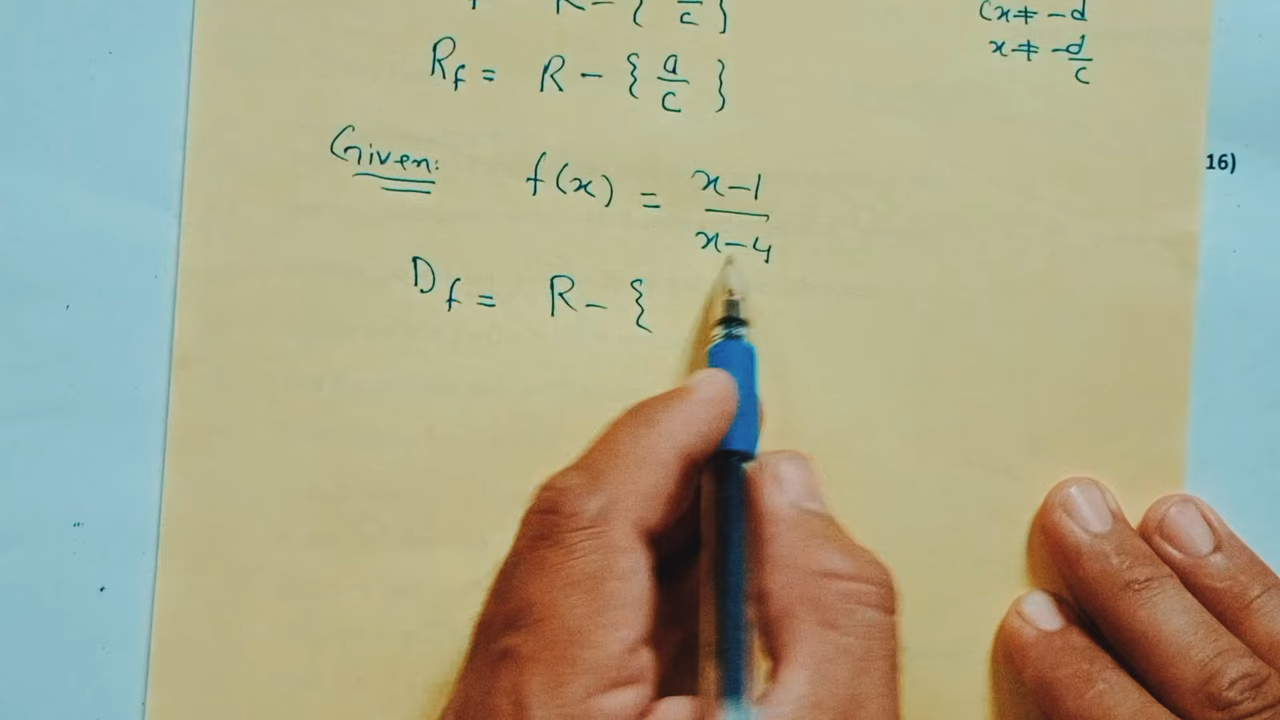 R - { /c }
Cx ≠ -d
x ≠ -d/c
R_f = R - { a/c }
Given: f(x) = x-1/x-4
16)
D_f = R - {